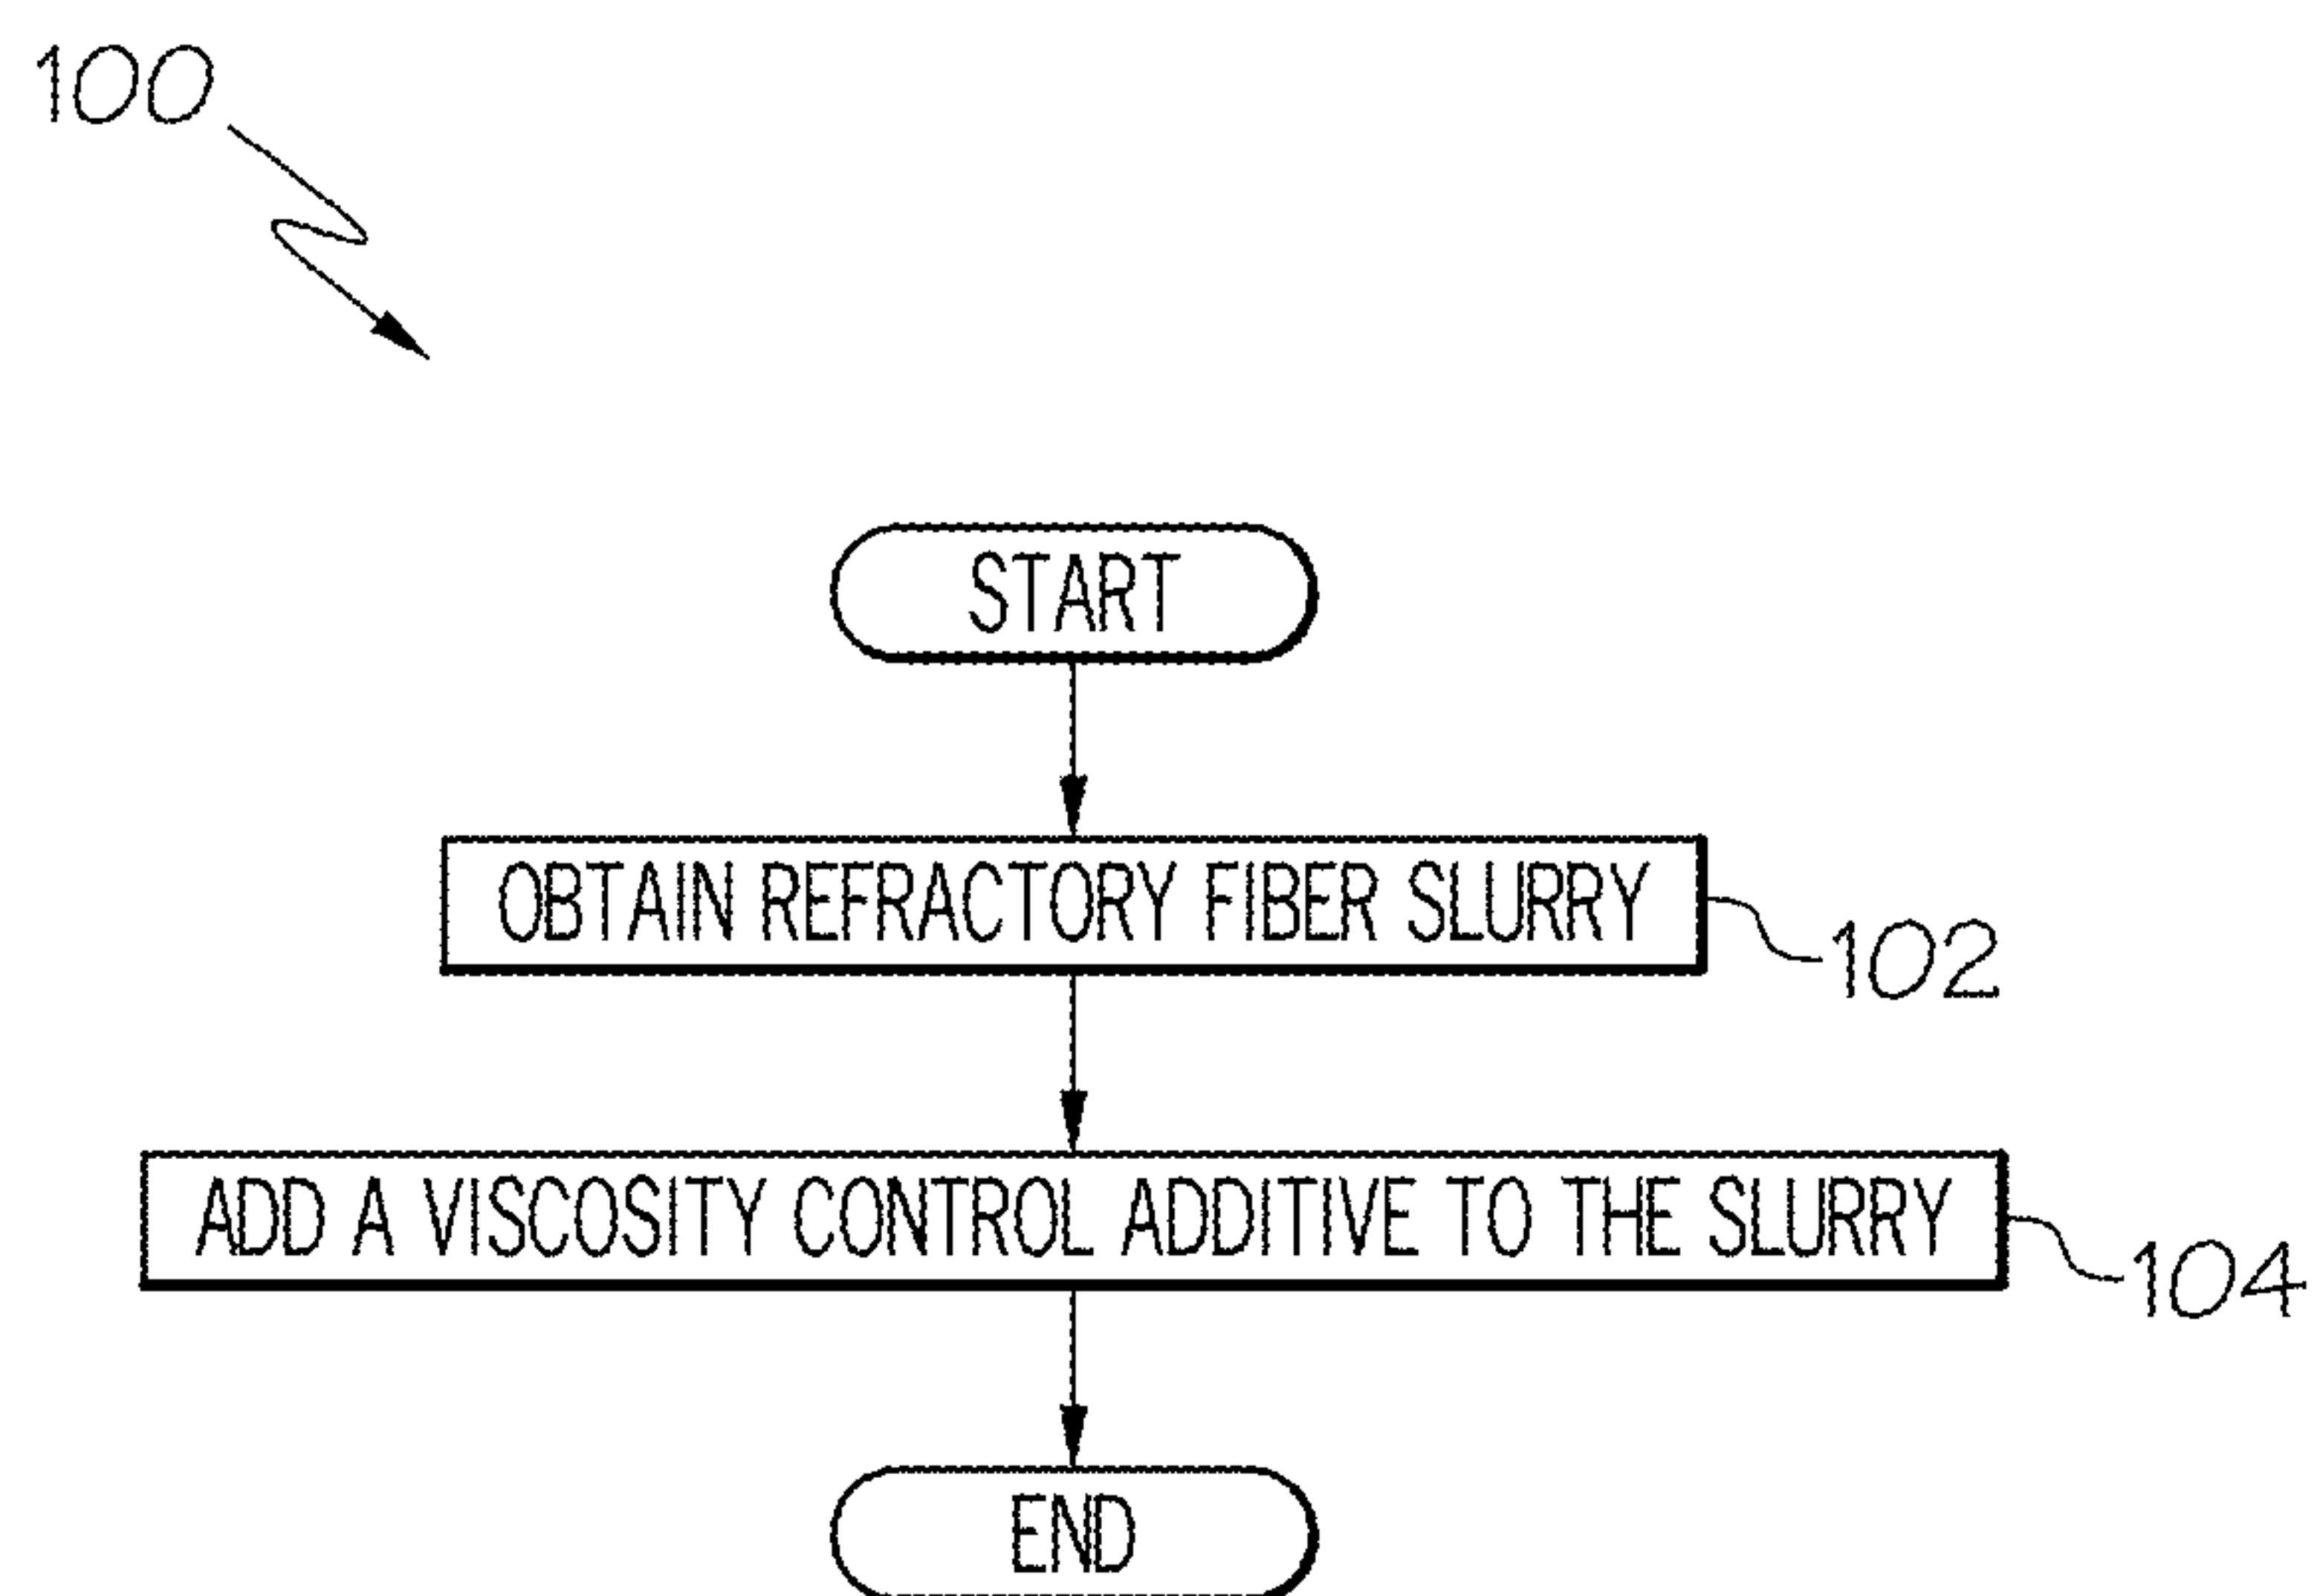 100
START
OBTAIN REFRACTORY FIBER SLURRY
102
ADD A VISCOSITY CONTROL ADDITIVE TO THE SLURRY
104
END